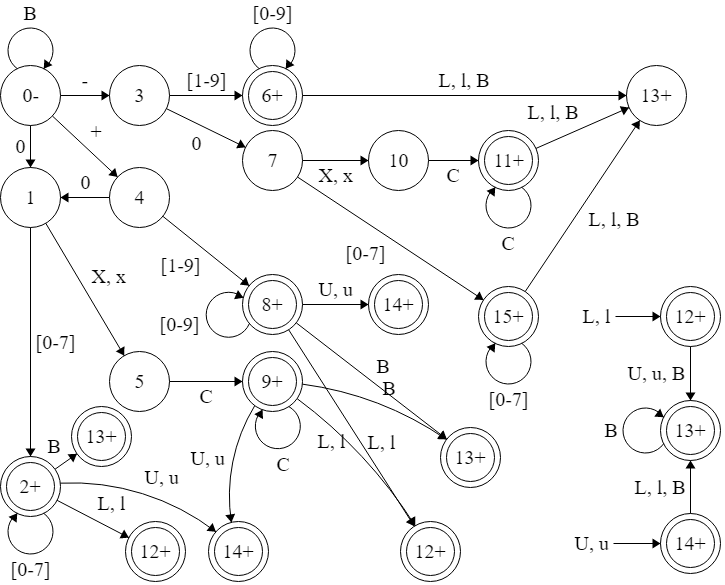 B
[0-9]
0-
-
3
[1-9]
6+
L, l, B
13+
+
0
0
L, l, B
7
X, x
10
C
11+
1
0
4
C
L, l, B
X, x
[1-9]
[0-7]
[0-9]
8+
U, u
14+
15+
L, l
12+
[0-7]
5
C
9+
B
B
[0-7]
U, u, B
B
13+
L, l
L, l
B
13+
C
13+
2+
U, u
U, u
L, l
L, l, B
[0-7]
12+
14+
12+
U, u
14+